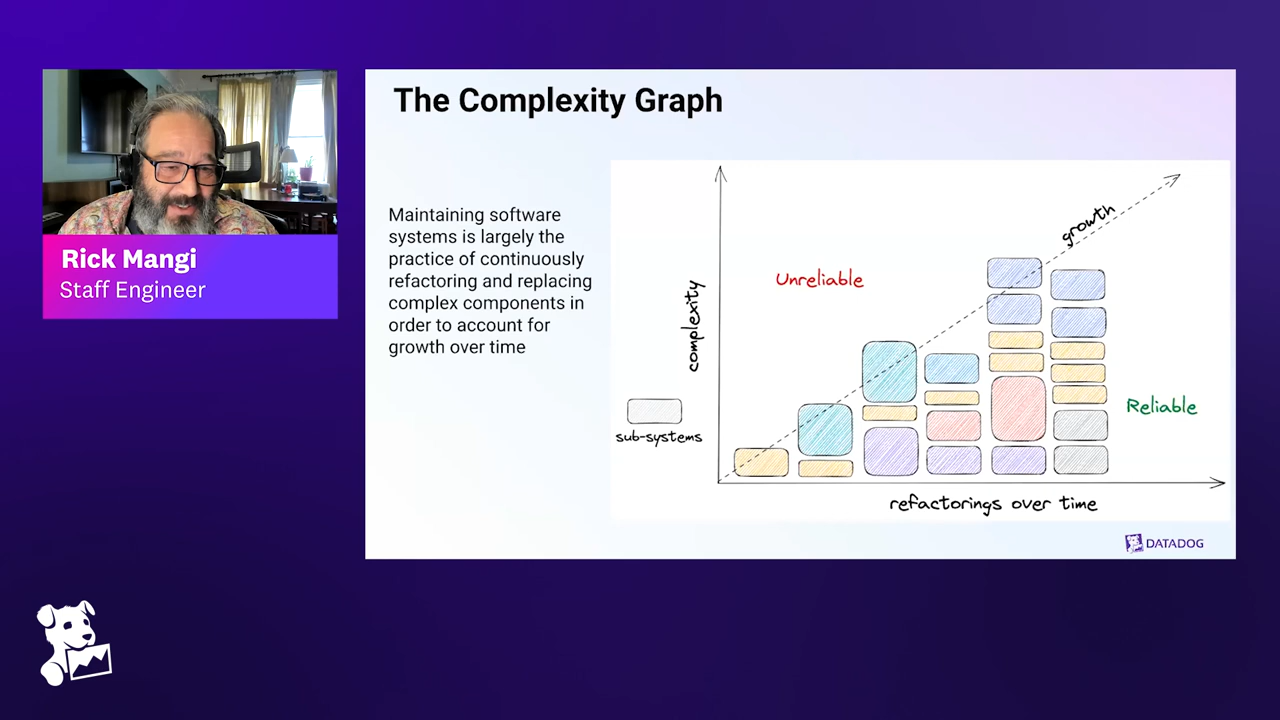 The Complexity Graph
Rick Mangi
Staff Engineer
Maintaining software
systems is largely the
practice of continuously
refactoring and replacing
complex components in
order to account for
growth over time
growth
Unreliable
complexity
Reliable
sub-systems
refactorings over time
DATADOG